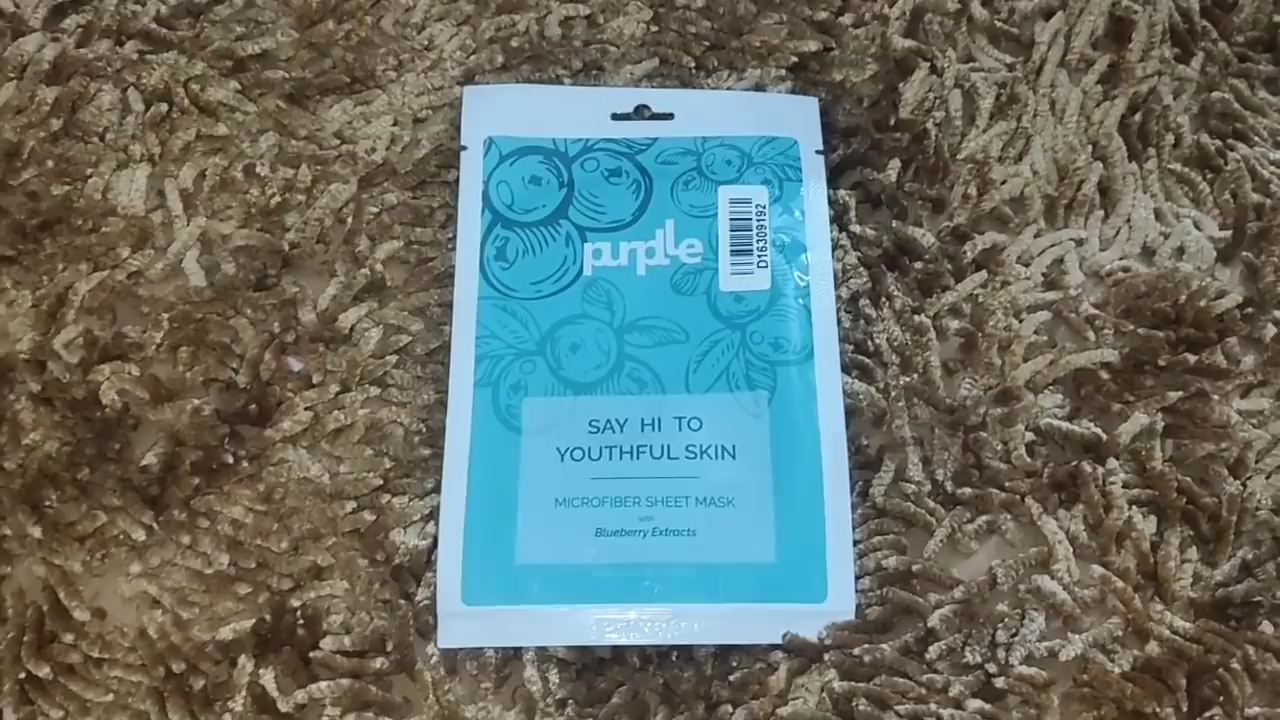 purplle
D16309192
SAY HI TO
YOUTHFUL SKIN
MICROFIBER SHEET MASK
with
Blueberry Extracts